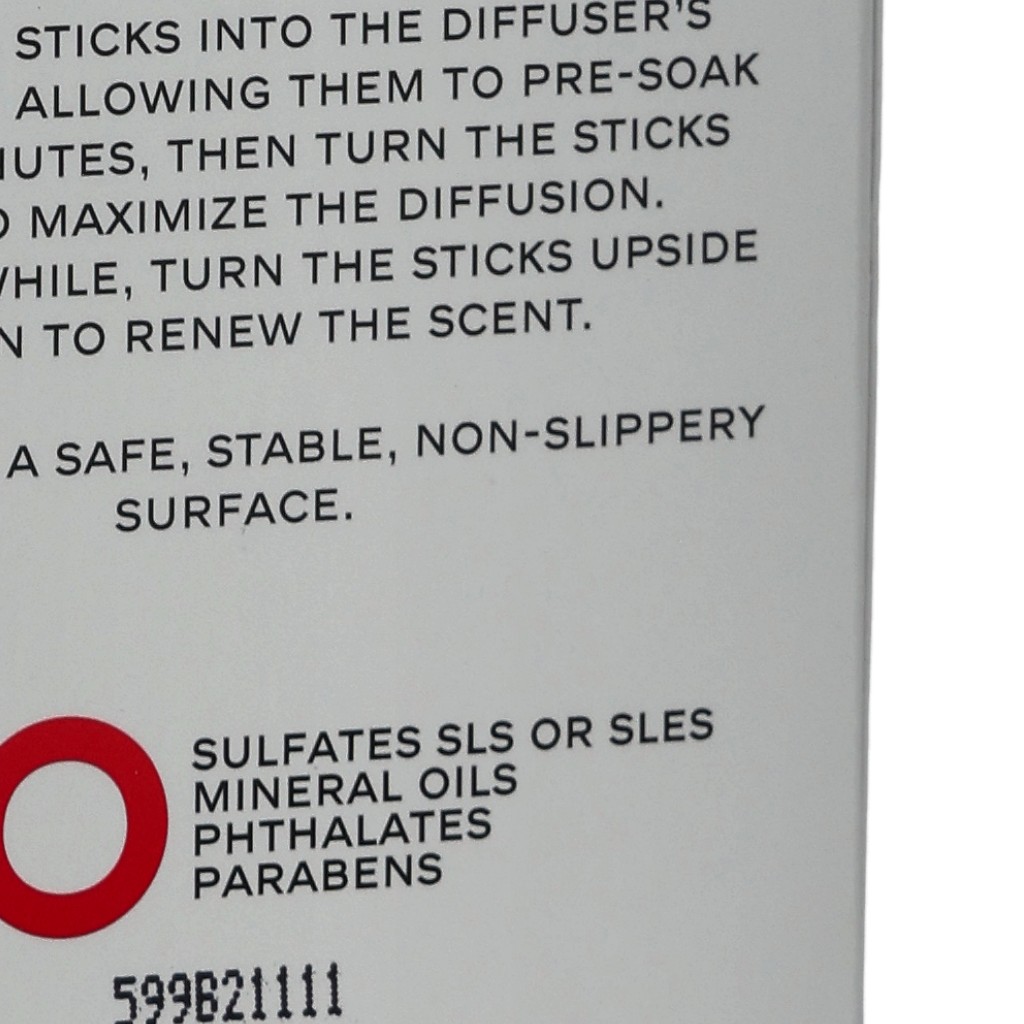 STICKS INTO THE DIFFUSER'S
ALLOWING THEM TO PRE-SOAK
THEN TURN THE STICKS
MAXIMIZE THE DIFFUSION.
TURN THE STICKS UPSIDE
TO RENEW THE SCENT.
A SAFE, STABLE, NON-SLIPPERY
SURFACE.
O SULFATES SLS OR SLES
MINERAL OILS
PHTHALATES
PARABENS
599B21111